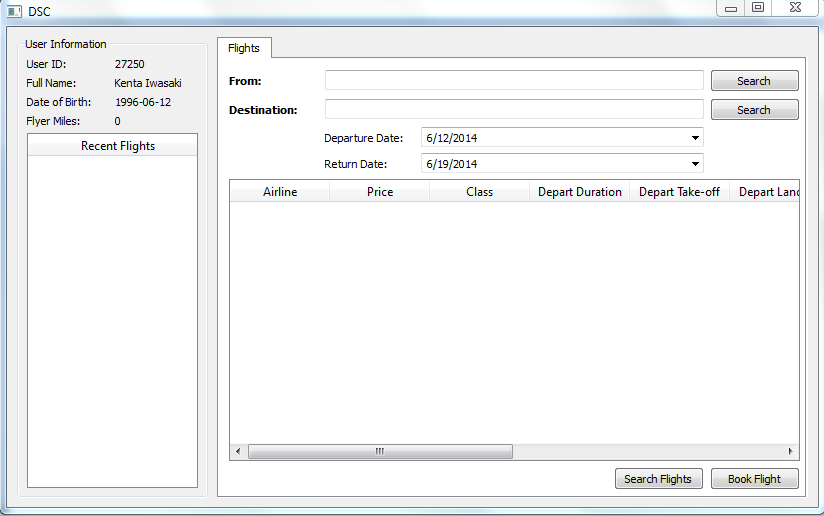 DSC
User Information
User ID: 27250
Full Name: Kenta Iwasaki
Date of Birth: 1996-06-12
Flyer Miles: 0
Recent Flights
Flights
From: Search
Destination: Search
Departure Date: 6/12/2014
Return Date: 6/19/2014
Airline Price Class Depart Duration Depart Take-off Depart Land
Search Flights Book Flight